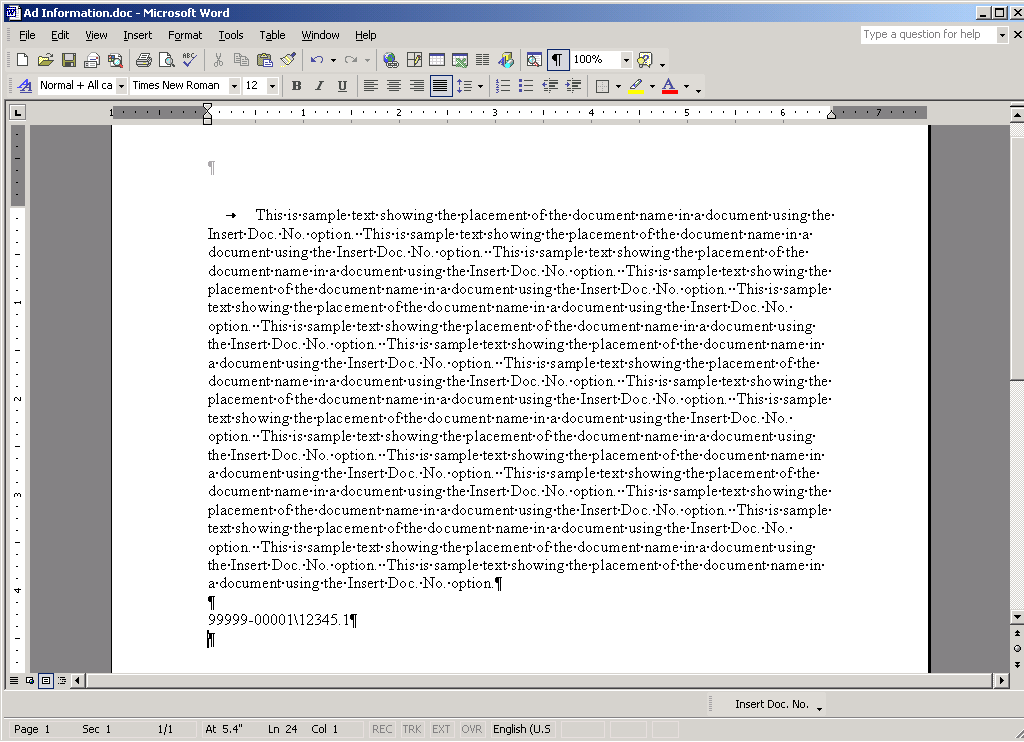 Ad Information.doc - Microsoft Word
File Edit View Insert Format Tools Table Window Help
Type a question for help
100%
Normal + All ca Times New Roman 12 B I U
1 1 2 3 4 5 6 7
¶
This is sample text showing the placement of the document name in a document using the
Insert Doc. No. option. This is sample text showing the placement of the document name in a
document using the Insert Doc. No. option. This is sample text showing the placement of the
document name in a document using the Insert Doc. No. option. This is sample text showing the
placement of the document name in a document using the Insert Doc. No. option. This is sample
text showing the placement of the document name in a document using the Insert Doc. No.
option. This is sample text showing the placement of the document name in a document using
the Insert Doc. No. option. This is sample text showing the placement of the document name in
a document using the Insert Doc. No. option. This is sample text showing the placement of the
document name in a document using the Insert Doc. No. option. This is sample text showing the
placement of the document name in a document using the Insert Doc. No. option. This is sample
text showing the placement of the document name in a document using the Insert Doc. No.
option. This is sample text showing the placement of the document name in a document using
the Insert Doc. No. option. This is sample text showing the placement of the document name in
a document using the Insert Doc. No. option. This is sample text showing the placement of the
document name in a document using the Insert Doc. No. option. This is sample text showing the
placement of the document name in a document using the Insert Doc. No. option. This is sample
text showing the placement of the document name in a document using the Insert Doc. No.
option. This is sample text showing the placement of the document name in a document using
the Insert Doc. No. option. This is sample text showing the placement of the document name in
a document using the Insert Doc. No. option.¶
¶
99999-00001\12345.1¶
¶
1
2
3
4
Insert Doc. No.
Page 1 Sec 1 1/1 At 5.4" Ln 24 Col 1 REC TRK EXT OVR English (U.S